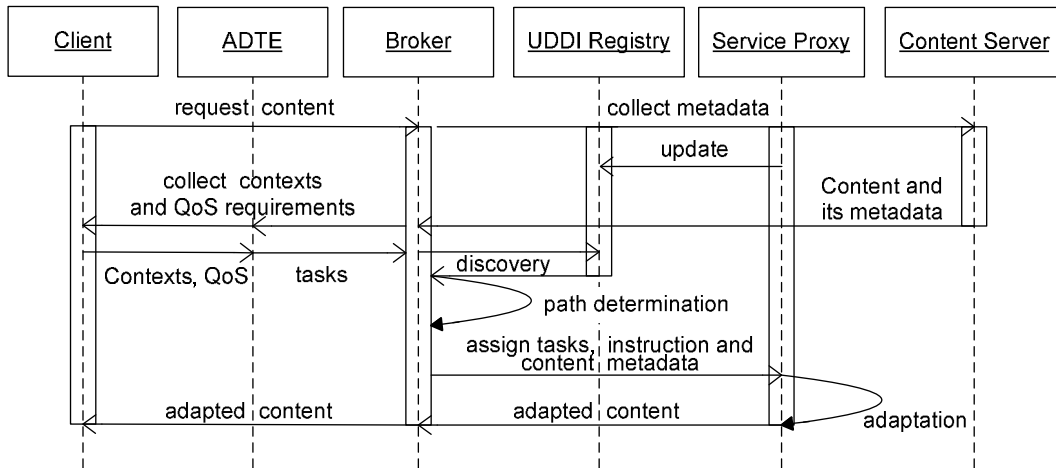 Client
ADTE
Broker
UDDI Registry
Service Proxy
Content Server
request content
collect metadata
update
collect contexts
and QoS requirements
Content and
its metadata
Contexts, QoS
tasks
discovery
path determination
assign tasks, instruction and
content metadata
adapted content
adapted content
adaptation